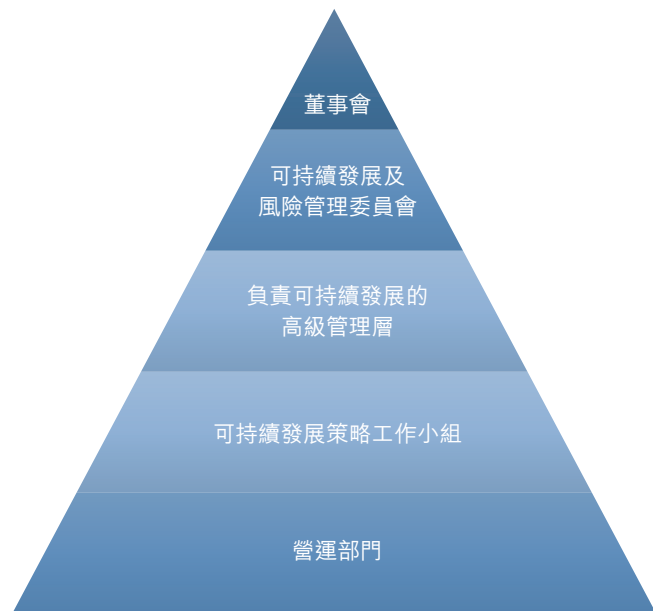 董事會
可持續發展及
風險管理委員會
負責可持續發展的
高級管理層
可持續發展策略工作小組
營運部門